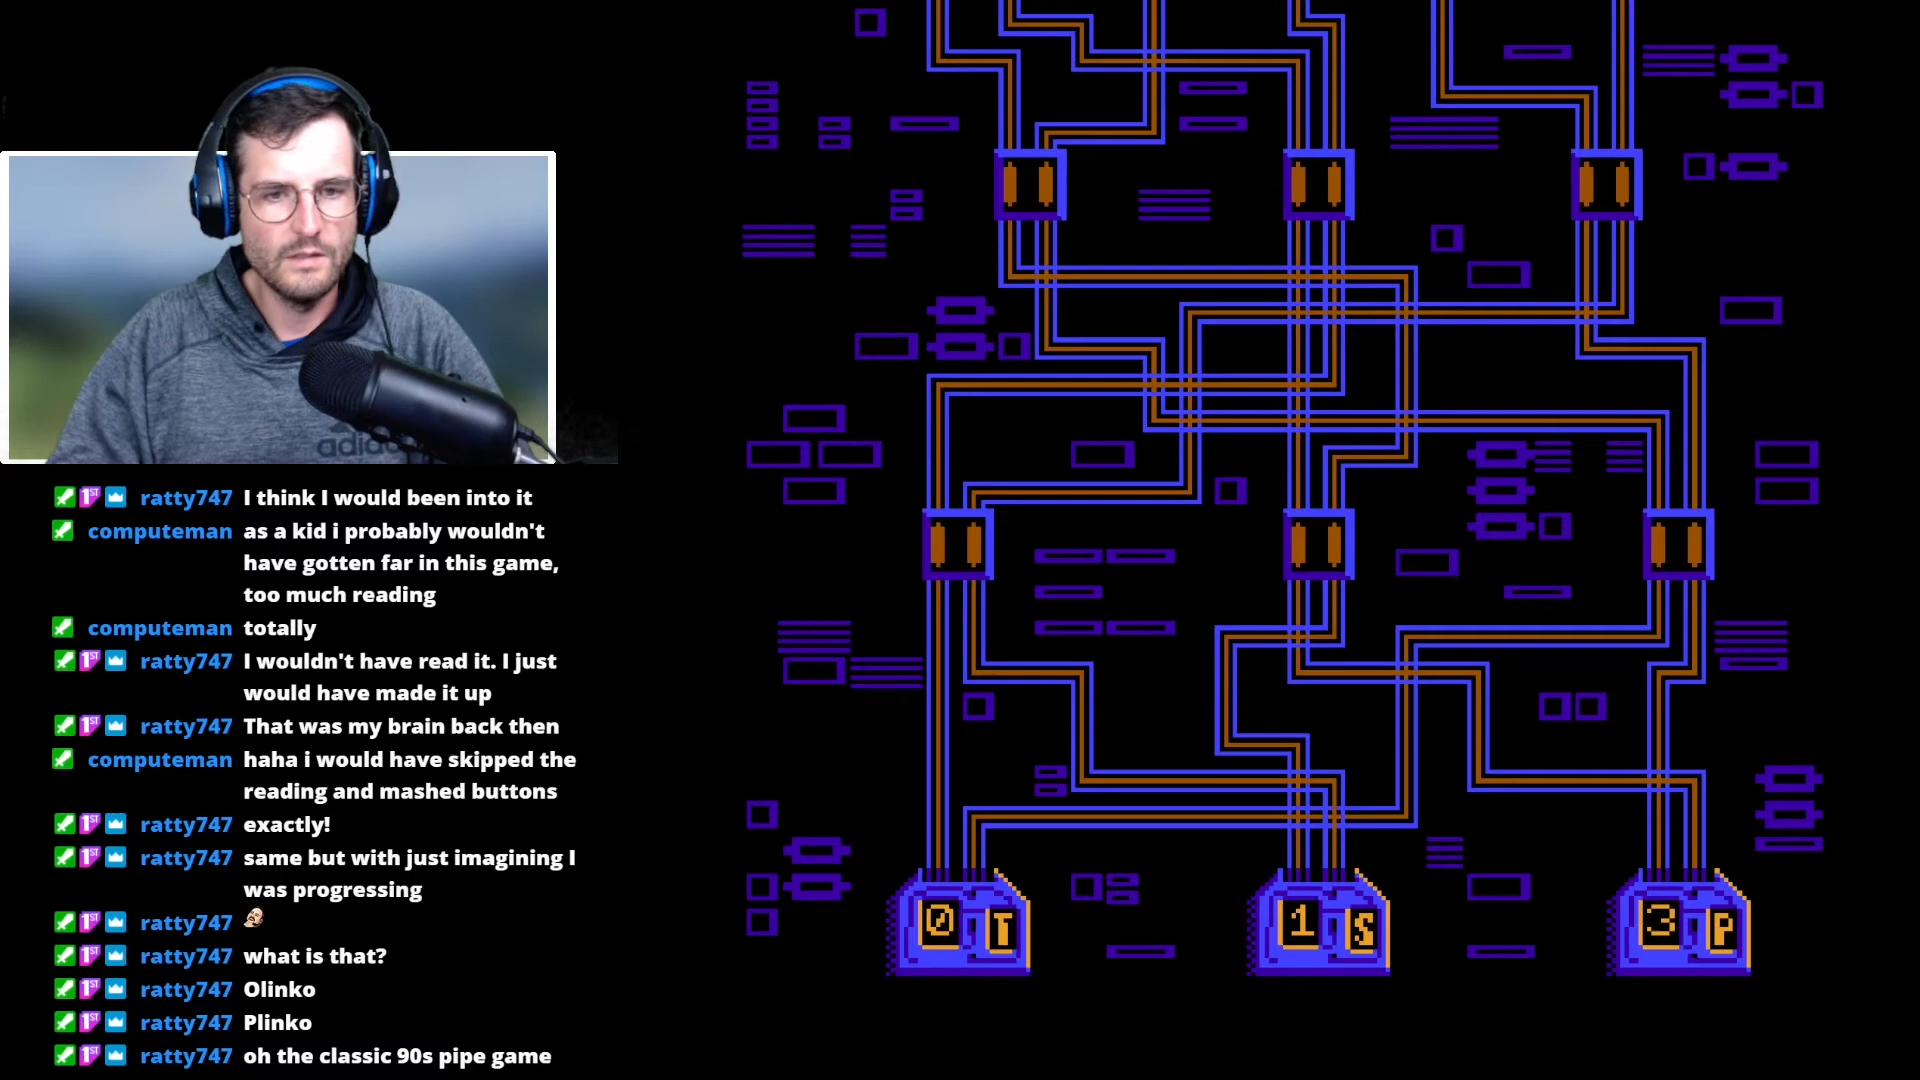 adidas
ratty747 I think I would been into it
computeman as a kid i probably wouldn't
have gotten far in this game,
too much reading
computeman totally
ratty747 I wouldn't have read it. I just
would have made it up
ratty747 That was my brain back then
computeman haha i would have skipped the
reading and mashed buttons
ratty747 exactly!
ratty747 same but with just imagining I
was progressing
ratty747
ratty747 what is that?
ratty747 Olinko
ratty747 Plinko
ratty747 oh the classic 90s pipe game
0 T
1 S
3 P